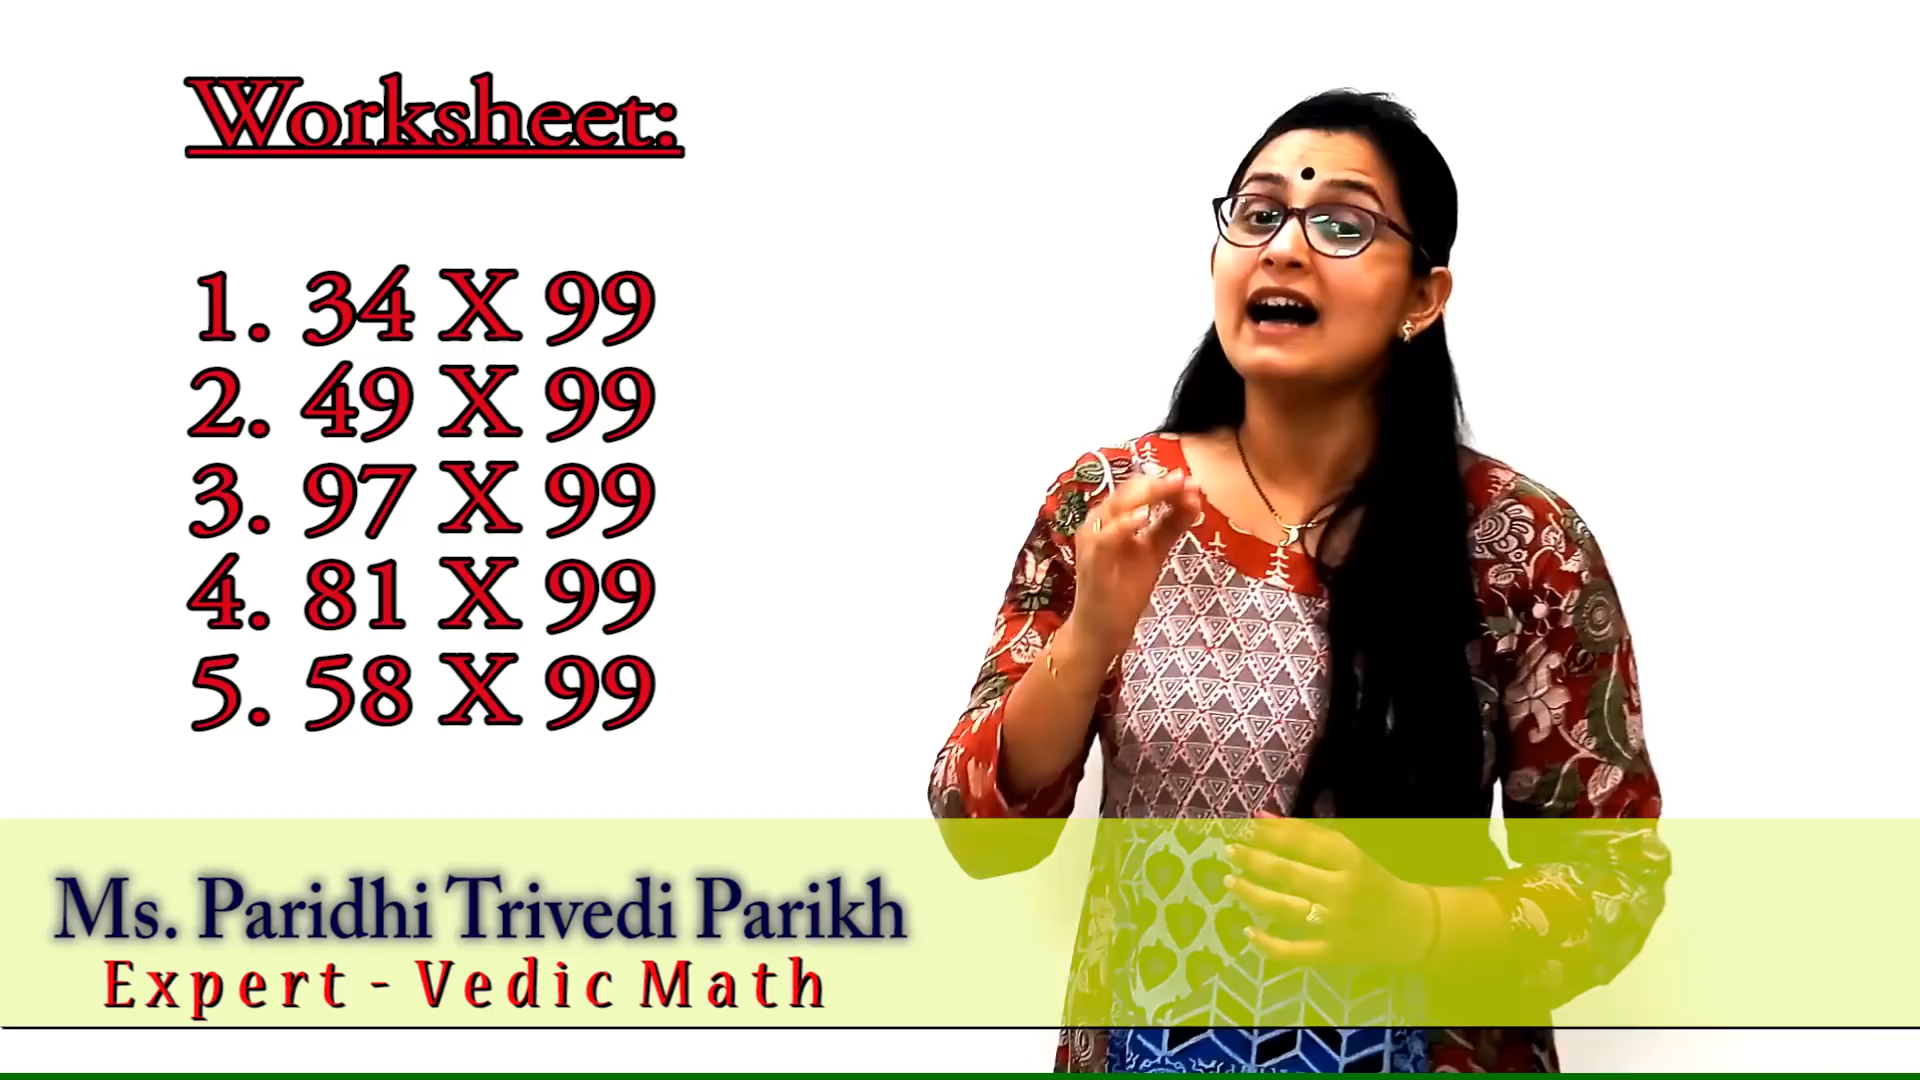 Worksheet:
1. 34 X 99
2. 49 X 99
3. 97 X 99
4. 81 X 99
5. 58 X 99
Ms. Paridhi Trivedi Parikh
Expert - Vedic Math